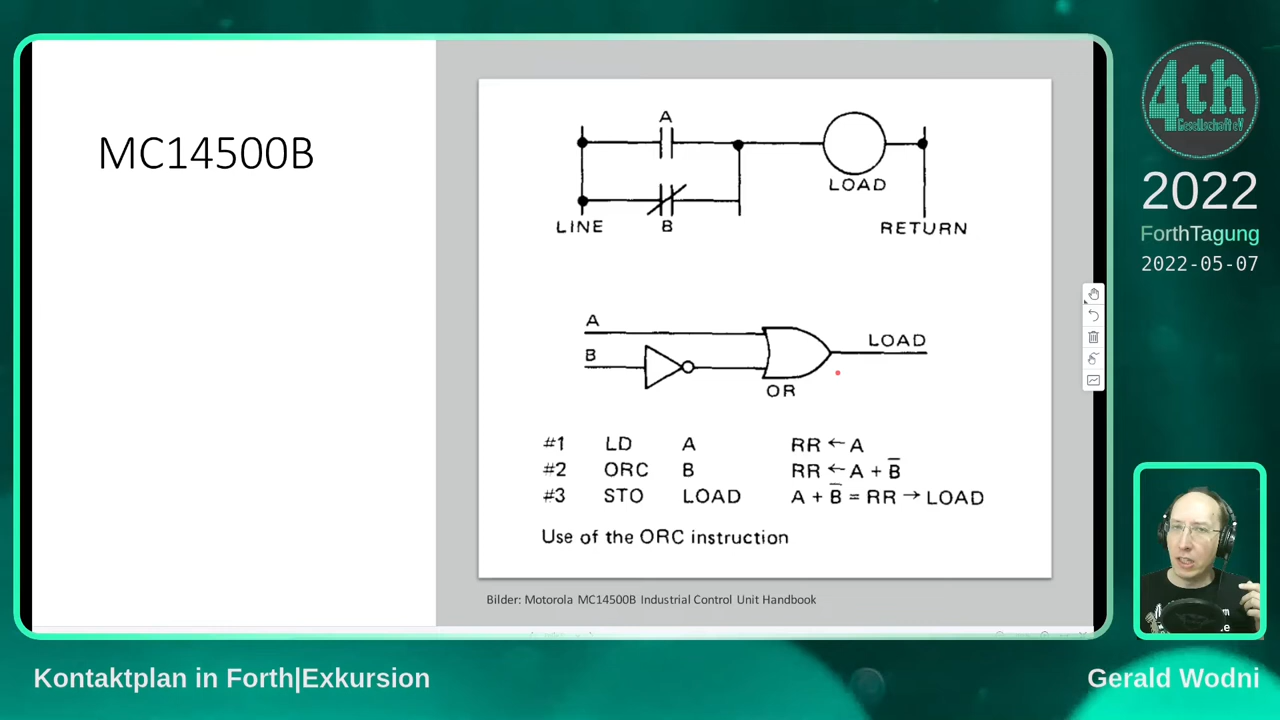 MC14500B
A
LOAD
LINE
B
RETURN
A
B
LOAD
OR
#1 LD A RR ← A
#2 ORC B RR ← A + B̅
#3 STO LOAD A + B̅ = RR → LOAD
Use of the ORC instruction
Bilder: Motorola MC14500B Industrial Control Unit Handbook
4th
Gesellschaft eV
2022
ForthTagung
2022-05-07
Kontaktplan in Forth|Exkursion
Gerald Wodni